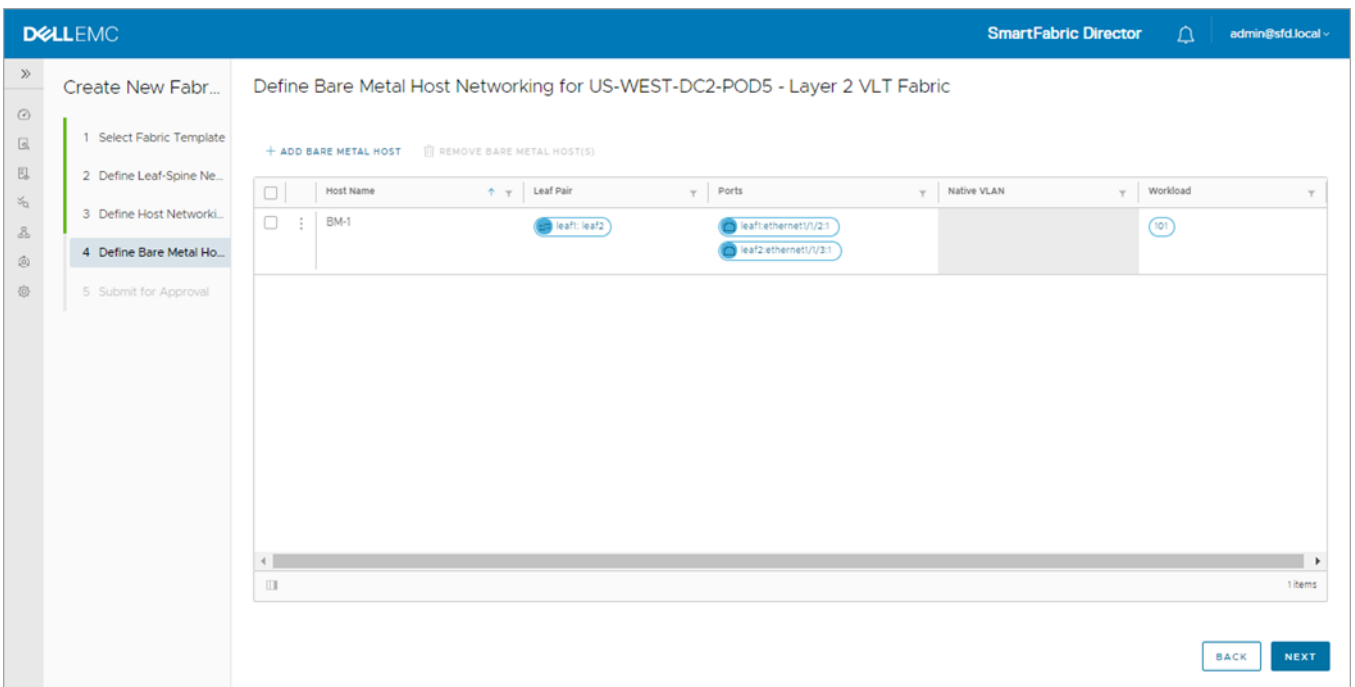 DELLEMC
SmartFabric Director
admin@sfd.local
Create New Fabr...
1 Select Fabric Template
2 Define Leaf-Spine Ne...
3 Define Host Networki...
4 Define Bare Metal Ho...
5 Submit for Approval
Define Bare Metal Host Networking for US-WEST-DC2-POD5 - Layer 2 VLT Fabric
+ ADD BARE METAL HOST REMOVE BARE METAL HOST(S)
Host Name Leaf Pair Ports Native VLAN Workload
BM-1 leaf1: leaf2 leaf1:ethernet1/1/2:1 101
leaf2:ethernet1/1/3:1
1 items
BACK NEXT